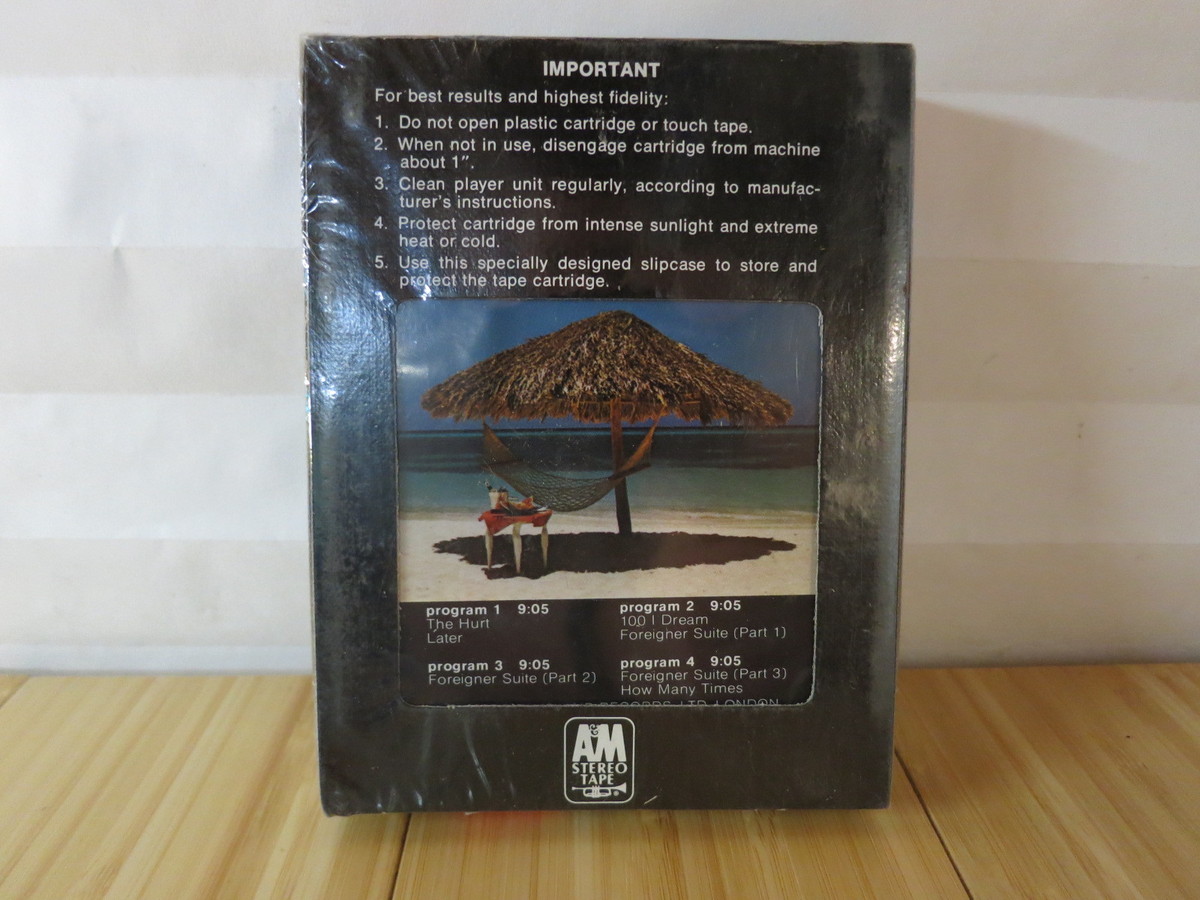 IMPORTANT
For best results and highest fidelity:
1. Do not open plastic cartridge or touch tape.
2. When not in use, disengage cartridge from machine
about 1".
3. Clean player unit regularly, according to manufac-
turer's instructions.
4. Protect cartridge from intense sunlight and extreme
heat or cold.
5. Use this specially designed slipcase to store and
protect the tape cartridge.
program 1 9:05
The Hurt
Later
program 2 9:05
100 I Dream
Foreigner Suite (Part 1)
program 3 9:05
Foreigner Suite (Part 2)
program 4 9:05
Foreigner Suite (Part 3)
How Many Times
RECORDS, LTD. LONDON
A&M
STEREO
TAPE
®